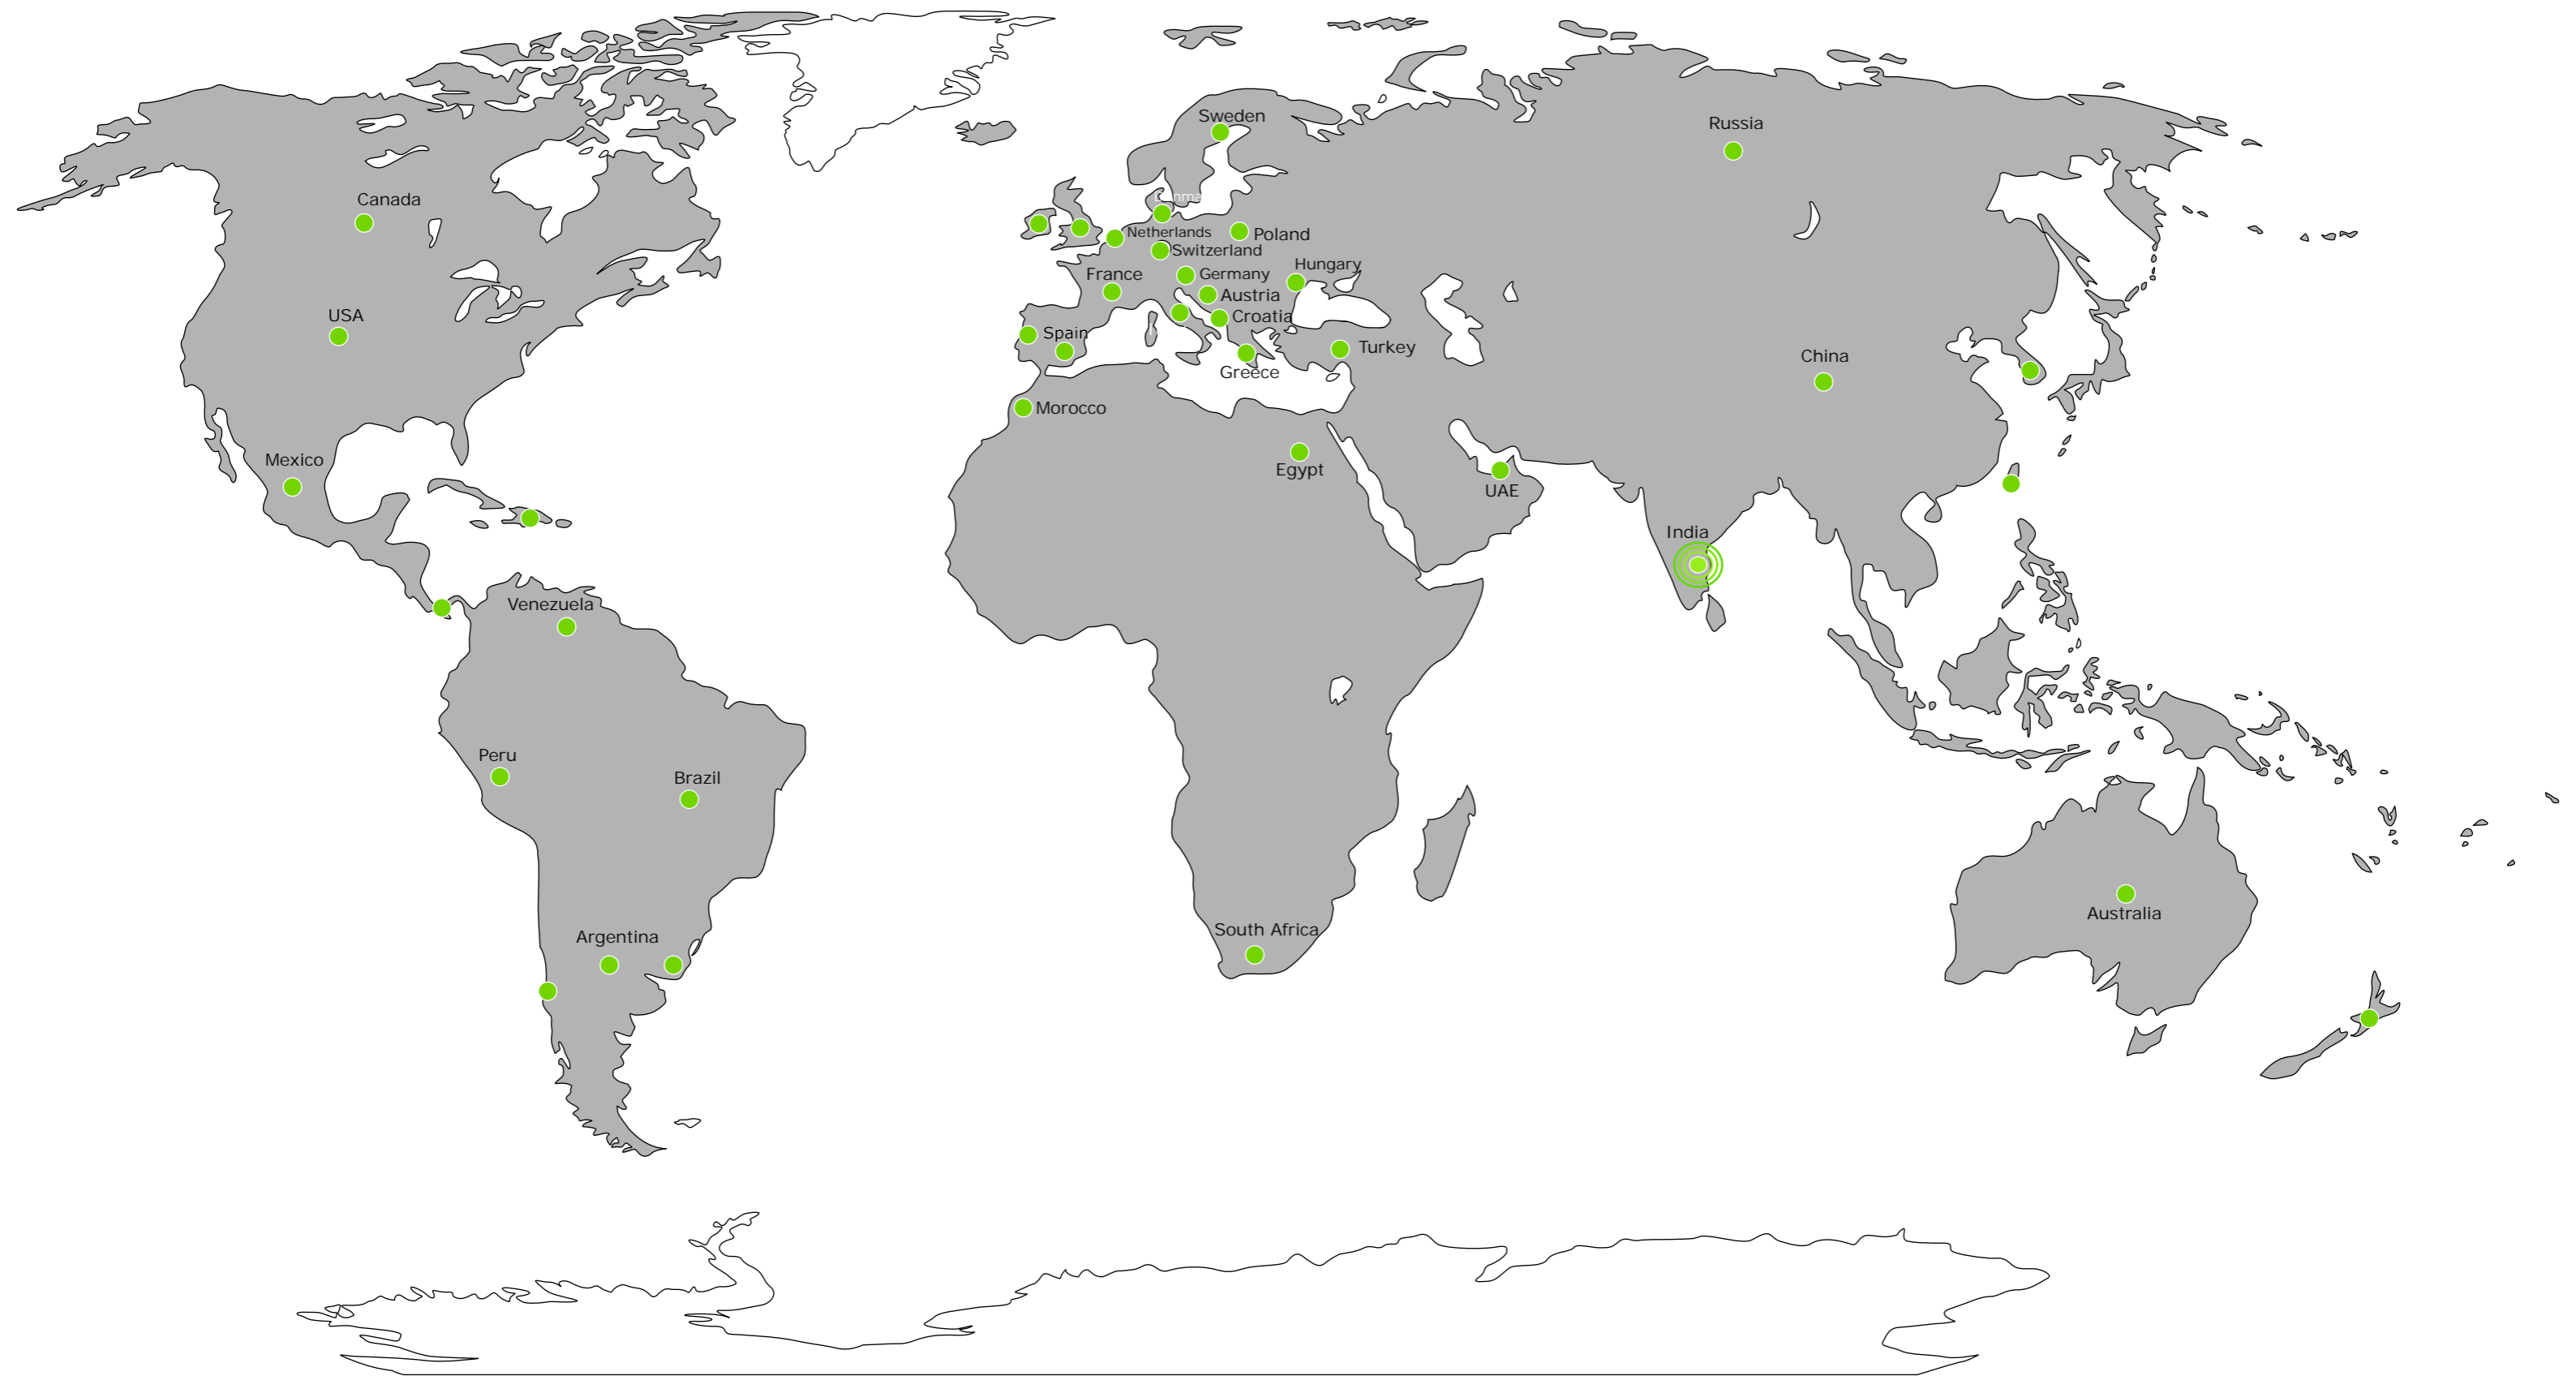 Sweden
Russia
Canada
Netherlands
Poland
Switzerland
Hungary
France
Germany
Austria
USA
Croatia
Spain
Turkey
China
Greece
Morocco
Mexico
Egypt
UAE
India
Venezuela
Peru
Brazil
Australia
South Africa
Argentina